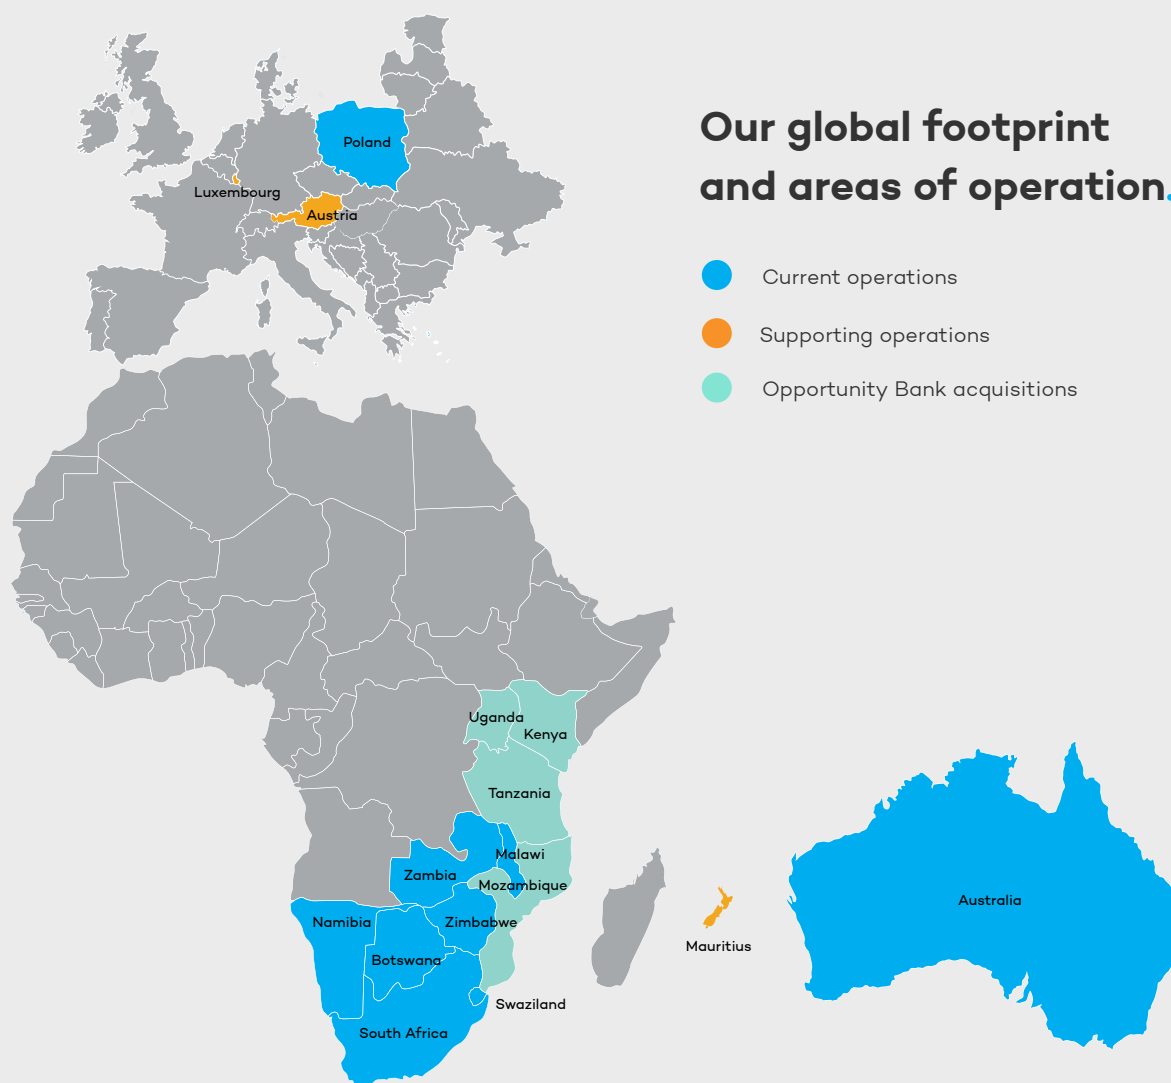 Our global footprint
and areas of operation.
Current operations
Supporting operations
Opportunity Bank acquisitions
Poland
Luxembourg
Austria
Uganda
Kenya
Tanzania
Malawi
Zambia
Mozambique
Namibia
Zimbabwe
Botswana
Swaziland
South Africa
Mauritius
Australia